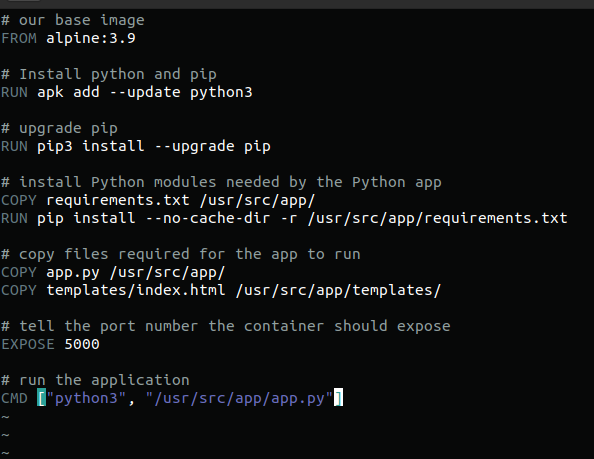 # our base image
FROM alpine:3.9
# Install python and pip
RUN apk add --update python3
# upgrade pip
RUN pip3 install --upgrade pip
# install Python modules needed by the Python app
COPY requirements.txt /usr/src/app/
RUN pip install --no-cache-dir -r /usr/src/app/requirements.txt
# copy files required for the app to run
COPY app.py /usr/src/app/
COPY templates/index.html /usr/src/app/templates/
# tell the port number the container should expose
EXPOSE 5000
# run the application
CMD ["python3", "/usr/src/app/app.py"]
~
~
~